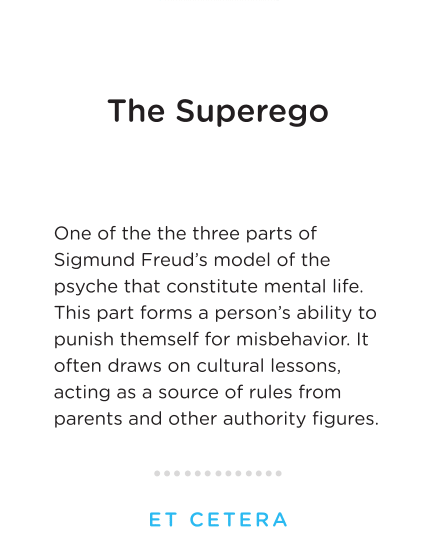 The Superego
One of the the three parts of
Sigmund Freud’s model of the
psyche that constitute mental life.
This part forms a person’s ability to
punish themself for misbehavior. It
often draws on cultural lessons,
acting as a source of rules from
parents and other authority figures.
ET CETERA